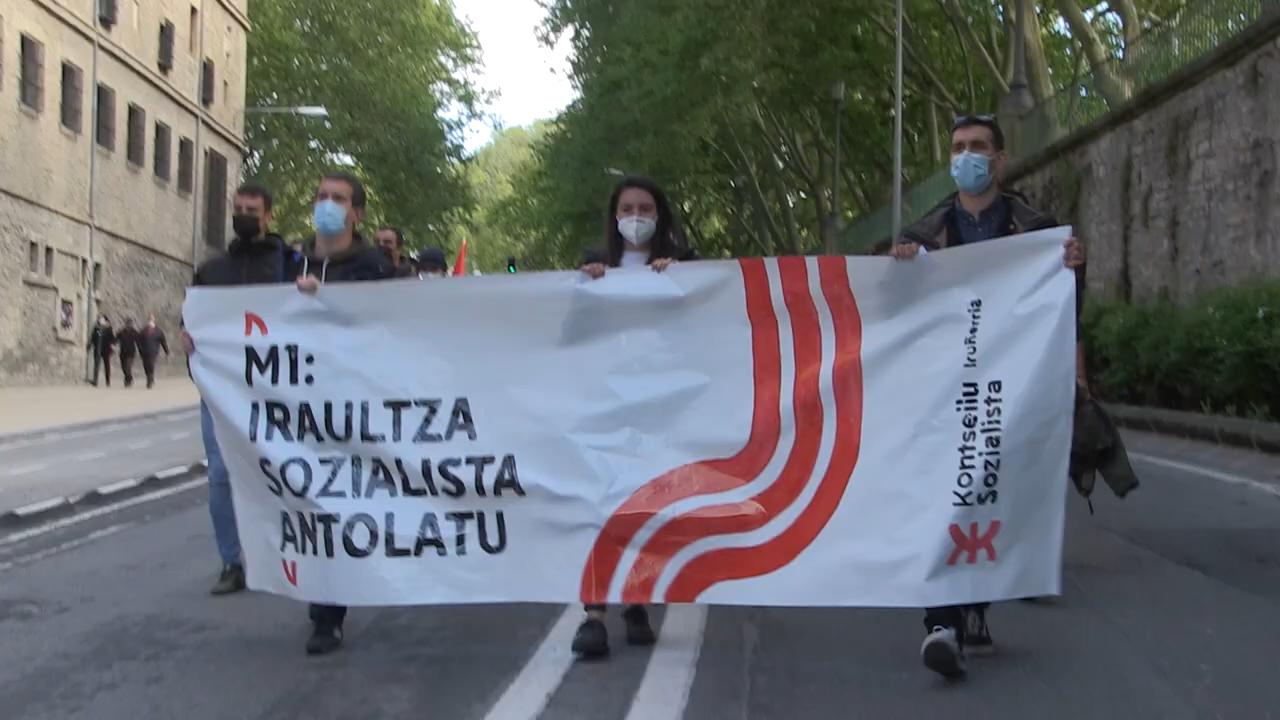 M1:
IRAULTZA
SOZIALISTA
ANTOLATU
Kontseilu Iruñerria
Sozialista